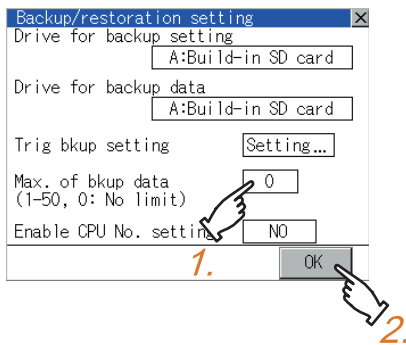 Backup/restoration setting
Drive for backup setting
A:Build-in SD card
Drive for backup data
A:Build-in SD card
Trig bkup setting Setting...
Max. of bkup data 0
(1-50, 0: No limit)
Enable CPU No. setting NO
1. OK
2.